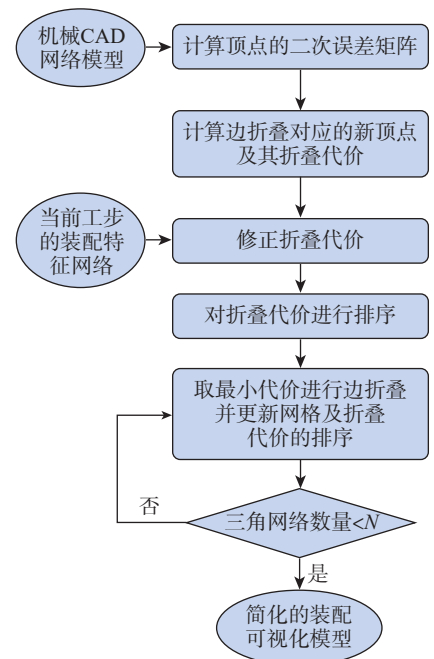 机械CAD
网络模型
计算顶点的二次误差矩阵
计算边折叠对应的新顶点
及其折叠代价
当前工步
的装配特
征网络
修正折叠代价
对折叠代价进行排序
取最小代价进行边折叠
并更新网格及折叠
代价的排序
否
三角网络数量<N
是
简化的装配
可视化模型